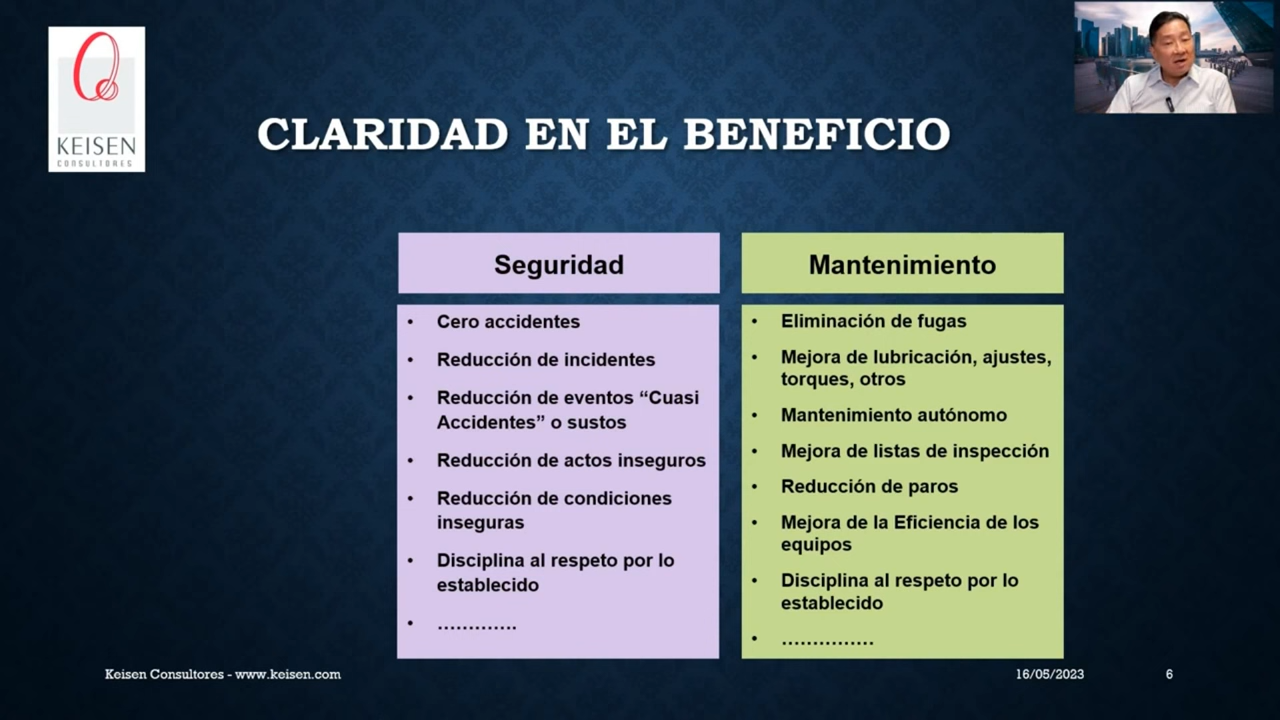 KEISEN
CONSULTORES
CLARIDAD EN EL BENEFICIO
Seguridad
• Cero accidentes
• Reducción de incidentes
• Reducción de eventos “Cuasi
Accidentes” o sustos
• Reducción de actos inseguros
• Reducción de condiciones
inseguras
• Disciplina al respeto por lo
establecido
• .............
Mantenimiento
• Eliminación de fugas
• Mejora de lubricación, ajustes,
torques, otros
• Mantenimiento autónomo
• Mejora de listas de inspección
• Reducción de paros
• Mejora de la Eficiencia de los
equipos
• Disciplina al respeto por lo
establecido
• ...............
Keisen Consultores - www.keisen.com
16/05/2023
6